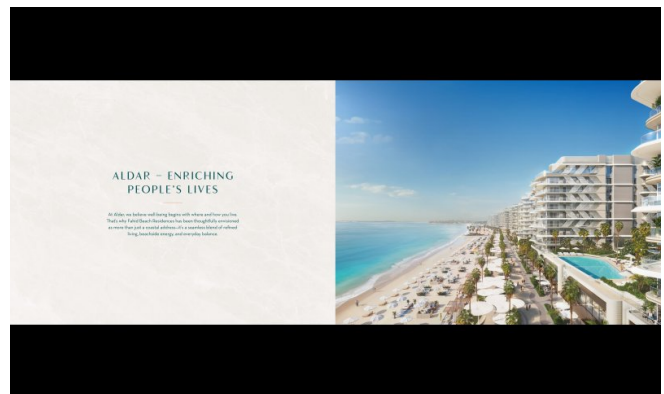 ALDAR – ENRICHING
PEOPLE'S LIVES
At Aldar, we believe well-being begins with where and how you live.
That's why Fahid Beach Residences has been thoughtfully envisioned
as more than just a coastal address; it's a seamless blend of refined
living, beachside energy, and everyday balance.